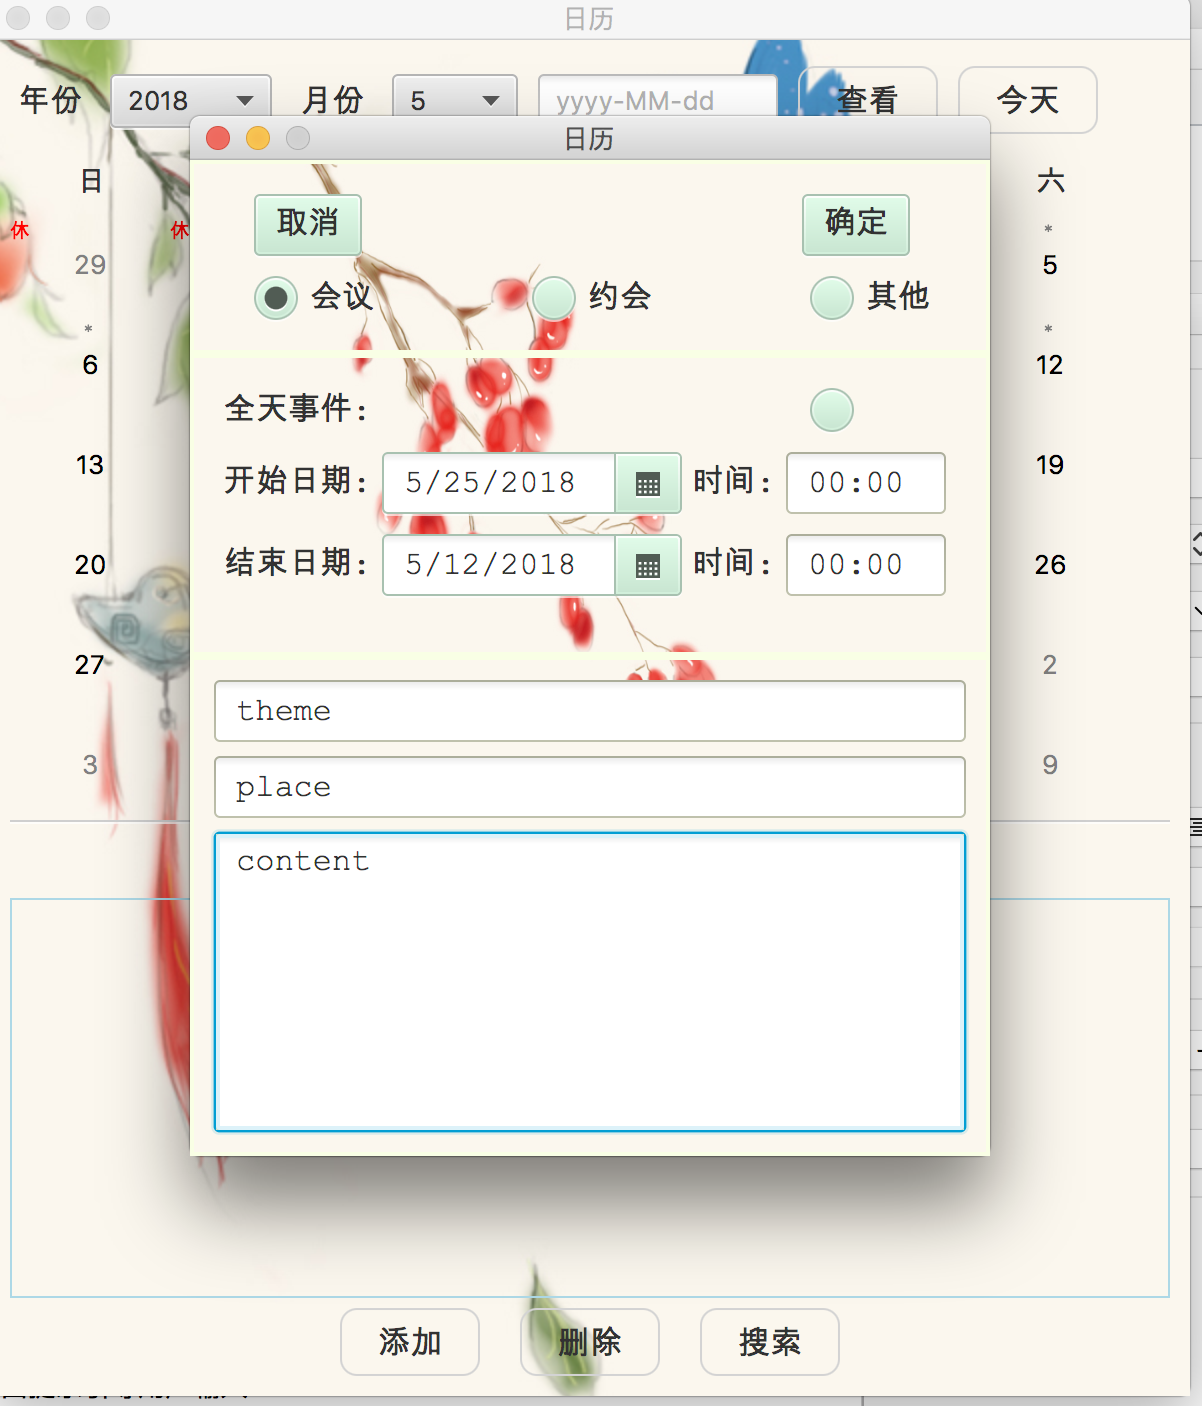 日历
年份 2018 月份 5 yyyy-MM-dd 查看 今天
日历
日 六
取消 确定
休 休 *
29 5
会议 约会 其他
* *
6 12
全天事件:
13 19
开始日期: 5/25/2018 时间: 00:00
20 26
结束日期: 5/12/2018 时间: 00:00
27 2
theme
3 9
place
content
添加 删除 搜索